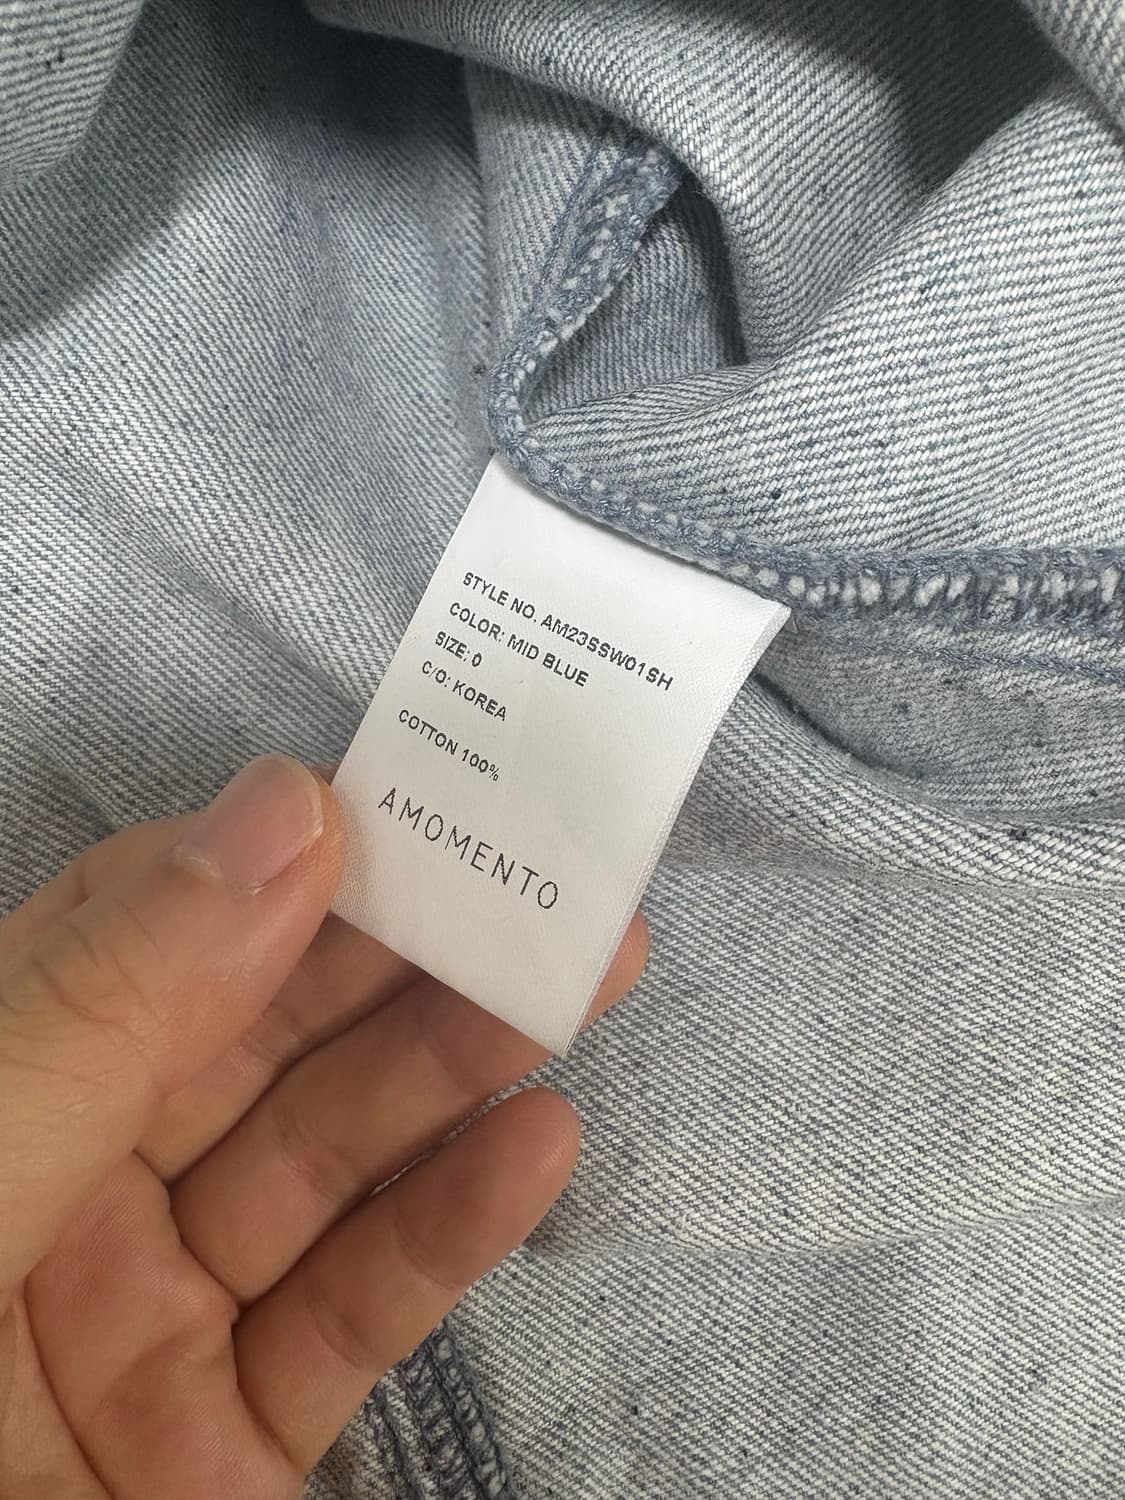 STYLE NO. AM23SSW01SH
COLOR: MID BLUE
SIZE: 0
C/O: KOREA
COTTON 100%
AMOMENTO